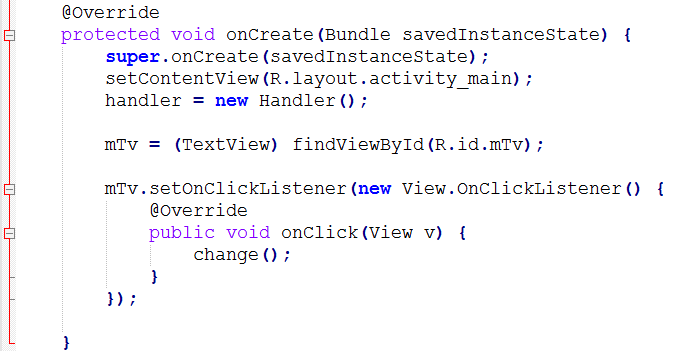 @Override
protected void onCreate(Bundle savedInstanceState) {
super.onCreate(savedInstanceState);
setContentView(R.layout.activity_main);
handler = new Handler();
mTv = (TextView) findViewById(R.id.mTv);
mTv.setOnClickListener(new View.OnClickListener() {
@Override
public void onClick(View v) {
change();
}
});
}